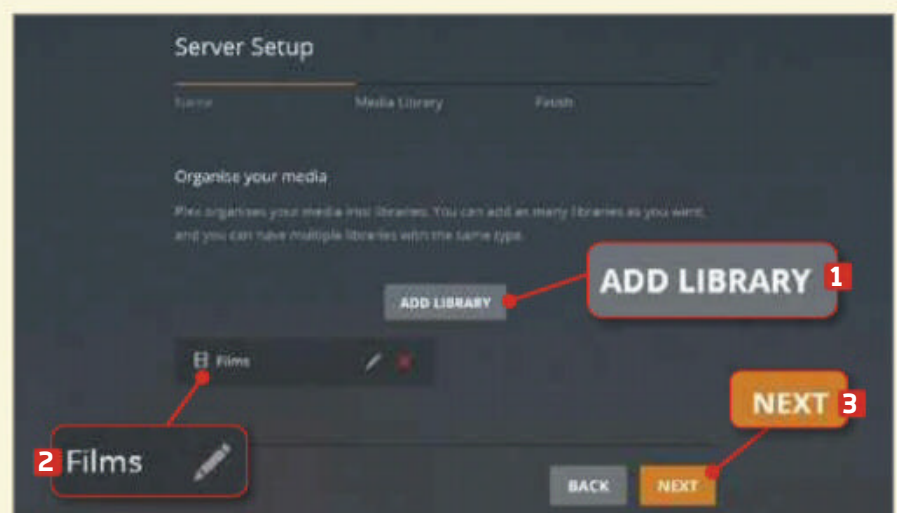 Server Setup
Name Media Library Finish
Organise your media
Plex organises your media into libraries. You can add as many libraries as you want,
and you can have multiple libraries with the same type.
ADD LIBRARY 1
ADD LIBRARY
Films
NEXT 3
2 Films
BACK NEXT